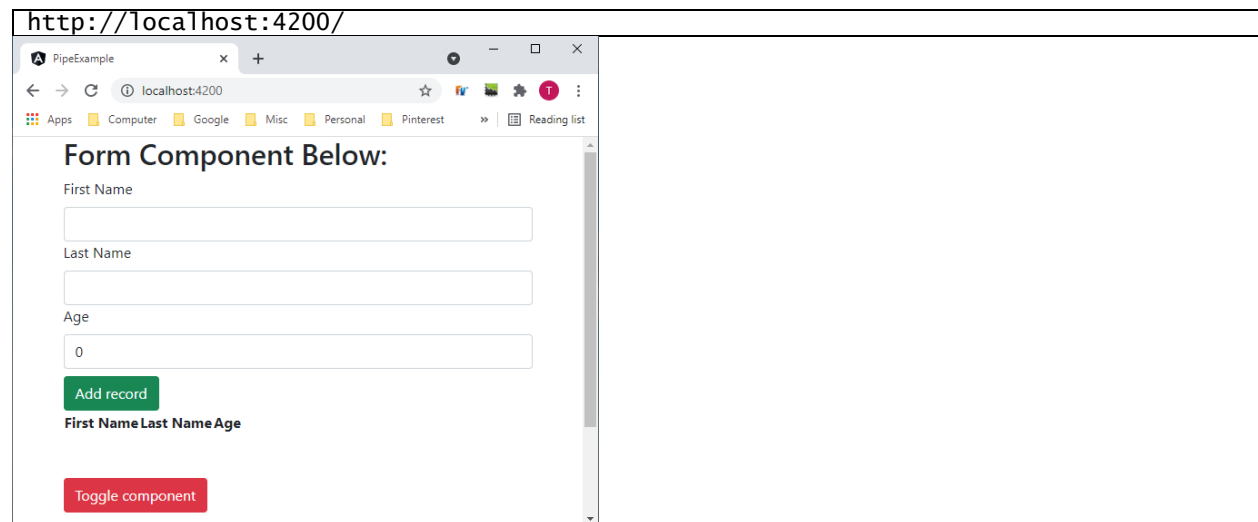 http://localhost:4200/
PipeExample
localhost:4200
T
Apps Computer Google Misc Personal Pinterest » Reading list
Form Component Below:
First Name
Last Name
Age
0
Add record
First Name Last Name Age
Toggle component